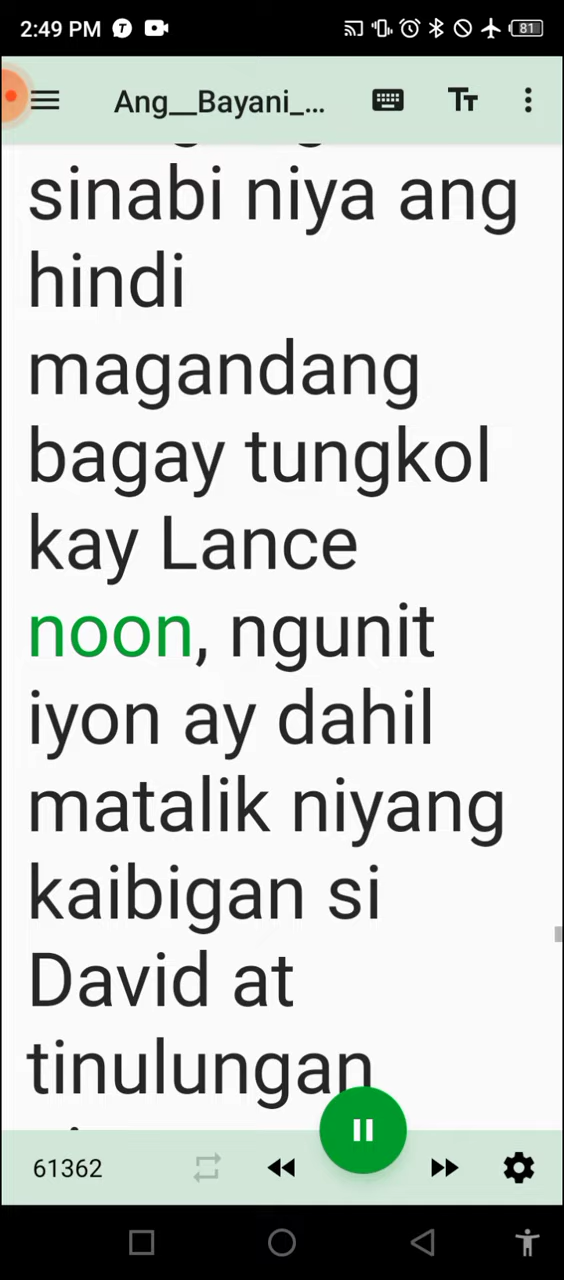 2:49 PM
81
Ang__Bayani_...
sinabi niya ang
hindi
magandang
bagay tungkol
kay Lance
noon, ngunit
iyon ay dahil
matalik niyang
kaibigan si
David at
tinulungan
61362